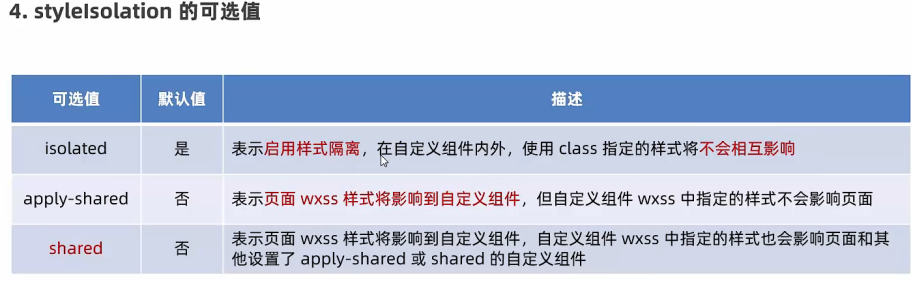 4. styleIsolation 的可选值
可选值 默认值 描述
isolated 是 表示启用样式隔离，在自定义组件内外，使用 class 指定的样式将不会相互影响
apply-shared 否 表示页面 wxss 样式将影响到自定义组件，但自定义组件 wxss 中指定的样式不会影响页面
shared 否 表示页面 wxss 样式将影响到自定义组件，自定义组件 wxss 中指定的样式也会影响页面和其
他设置了 apply-shared 或 shared 的自定义组件